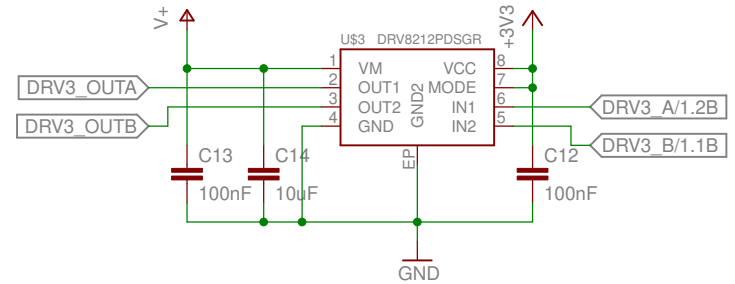 V+
U$3 DRV8212PDSGR
+3V3
1 VM VCC 8
DRV3_OUTA 2 OUT1 MODE 7
3 OUT2 GND2 IN1 6 DRV3_A/1.2B
DRV3_OUTB 4 GND IN2 5
DRV3_B/1.1B
EP
C13 C14 C12
100nF 10uF 100nF
GND